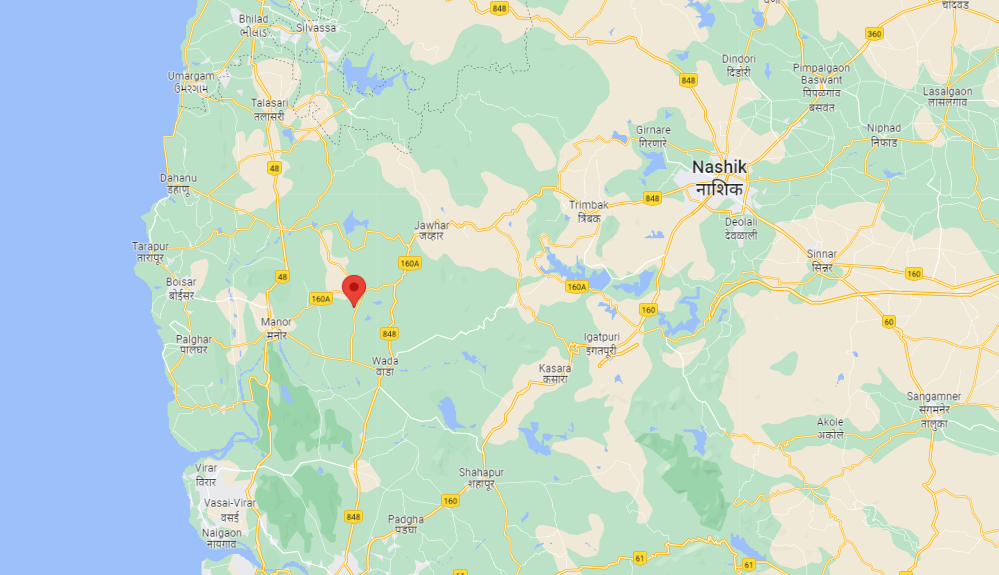 848
चांदवड
Bhilad
ભીલાડ
Silvassa
360
Dindori
दिंडोरी
848
Pimpalgaon
Baswant
पिंपळगाव
बसवंत
Umargam
ઉમરગામ
Lasalgaon
लासलगाव
Talasari
तलासरी
Girnare
गिरणारे
Niphad
निफाड
48
Nashik
नाशिक
Dahanu
डहाणू
848
Trimbak
त्रिंबक
Deolali
देवळाली
Jawhar
जव्हार
Tarapur
तारापूर
Sinnar
सिन्नर
160A
48
160
Boisar
बोईसर
160A
160A
160
60
Manor
मनोर
848
Palghar
पालघर
Igatpuri
इगतपूरी
Wada
वाडा
Kasara
कसारा
Sangamner
संगमनेर
तालुका
Akole
अकोले
Virar
विरार
Shahapur
शहापूर
160
Vasai-Virar
वसई
848
Padgha
पडघा
Naigaon
नायगाव
61
61